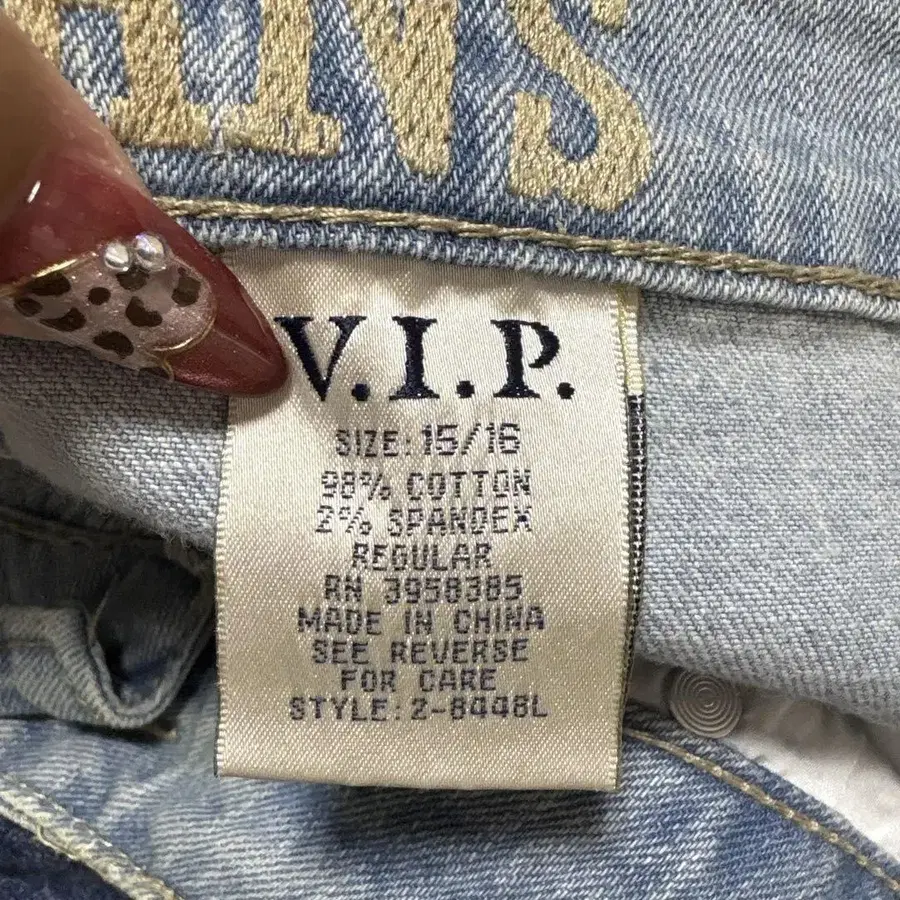 ANS
V.I.P.
SIZE: 15/16
98% COTTON
2% SPANDEX
REGULAR
RN 3958385
MADE IN CHINA
SEE REVERSE
FOR CARE
STYLE: 2-8448L